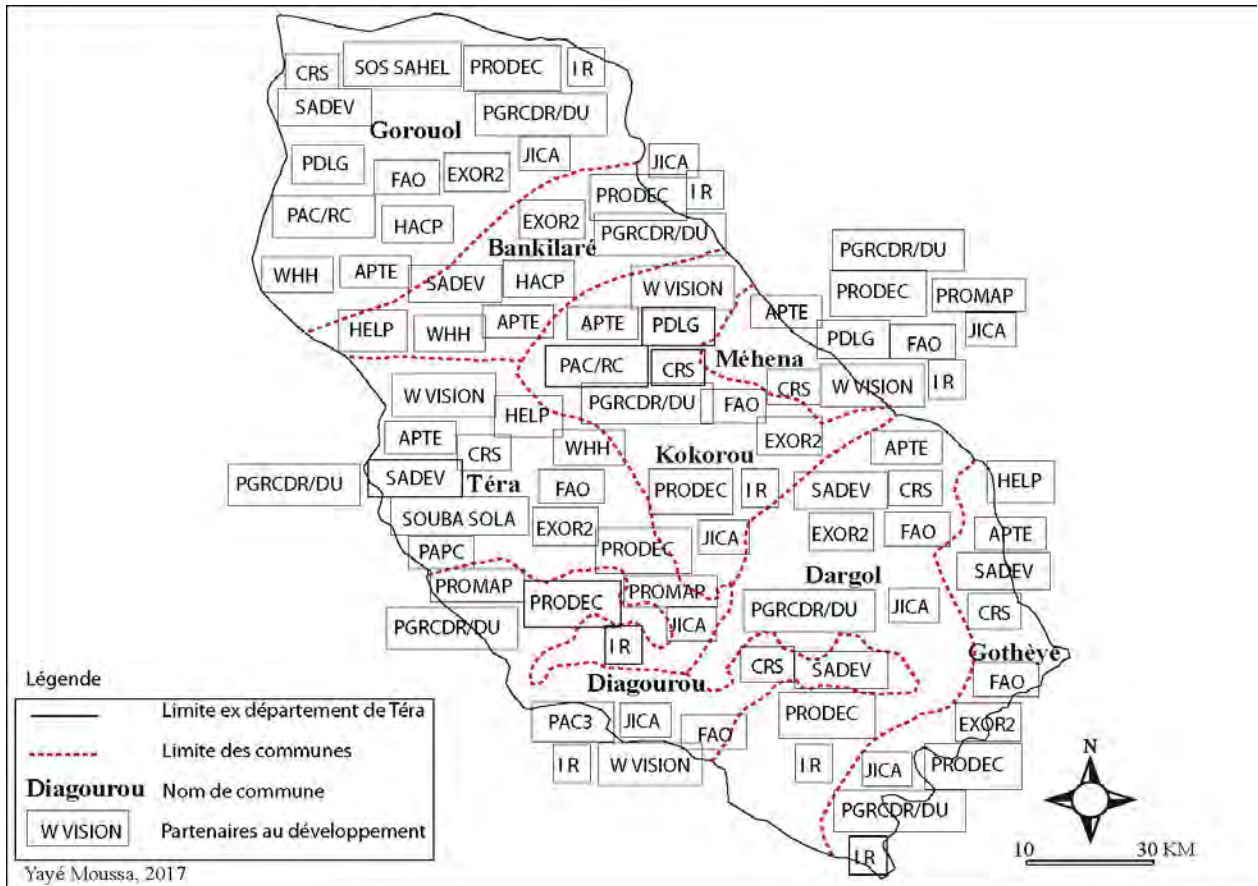 CRS
SOS SAHEL
PRODEC
I R
SADEV
PGRCDR/DU
Gorouol
JICA
JICA
PDLG
FAO
EXOR2
PRODEC
I R
PAC/RC
HACP
EXOR2
PGRCDR/DU
Bankilaré
PGRCDR/DU
WHH
APTE
SADEV
HACP
W VISION
PRODEC
PROMAP
APTE
HELP
WHH
APTE
APTE
PDLG
PDLG
FAO
JICA
Méhena
PAC/RC
CRS
CRS
W VISION
I R
W VISION
HELP
PGRCDR/DU
FAO
APTE
CRS
WHH
EXOR2
APTE
Kokorou
PGRCDR/DU
SADEV
Téra
FAO
PRODEC
I R
SADEV
CRS
HELP
SOUBA SOLA
EXOR2
JICA
EXOR2
FAO
APTE
PAPC
PRODEC
Dargol
SADEV
PROMAP
PRODEC
PROMAP
PGRCDR/DU
JICA
CRS
PGRCDR/DU
JICA
I R
CRS
SADEV
Gothèye
FAO
Diagourou
PAC3
JICA
FAO
PRODEC
EXOR2
I R
W VISION
I R
JICA
PRODEC
PGRCDR/DU
I R
Légende
Limite ex département de Téra
Limite des communes
Diagourou Nom de commune
W VISION Partenaires au développement
Yayé Moussa, 2017
N
10 30 KM